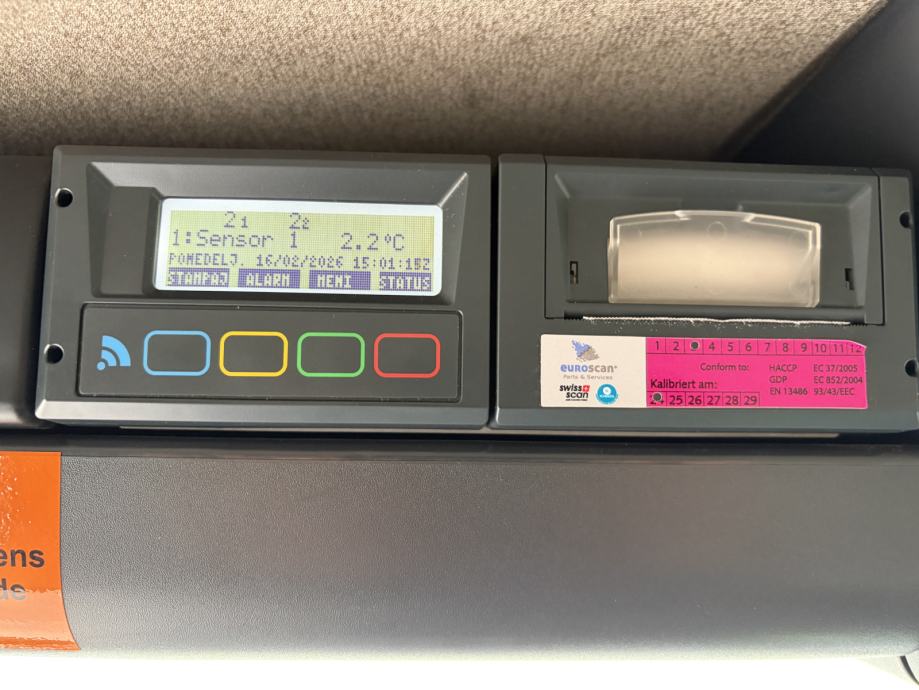 21 22
1:Sensor 1 2.2°C
POMEDELJ. 16/02/2026 15:01:15Z
STAMPAJ ALARM MENI STATUS
euroscan®
Parts & Services
swiss scan
1 2 4 5 6 7 8 9 10 11 12
Conform to: HACCP EC 37/2005
GDP EC 852/2004
Kalibriert am: EN 13486 93/43/EEC
25 26 27 28 29
ens
de